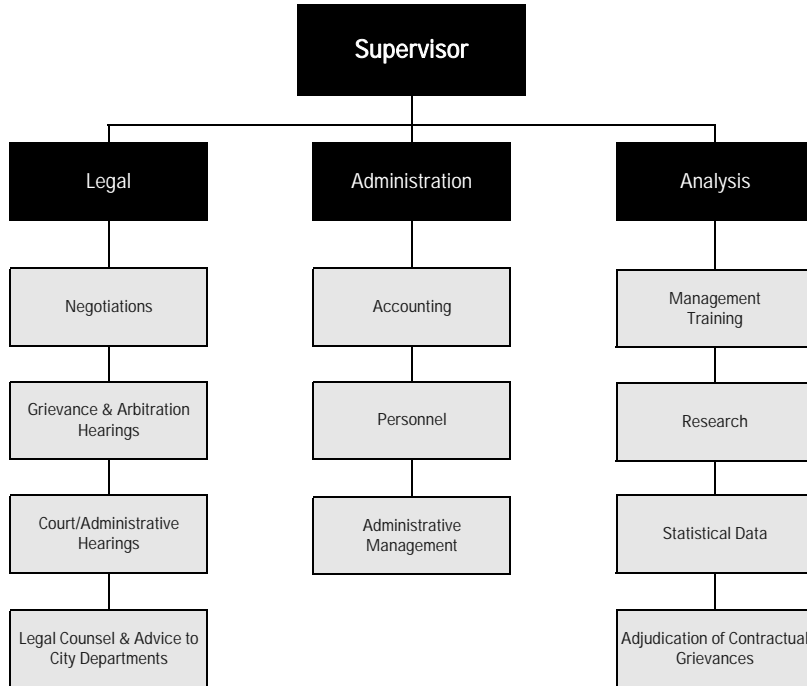 Supervisor
Legal
Administration
Analysis
Negotiations
Accounting
Management
Training
Grievance & Arbitration
Hearings
Personnel
Research
Court/Administrative
Hearings
Administrative
Management
Statistical Data
Legal Counsel & Advice to
City Departments
Adjudication of Contractual
Grievances